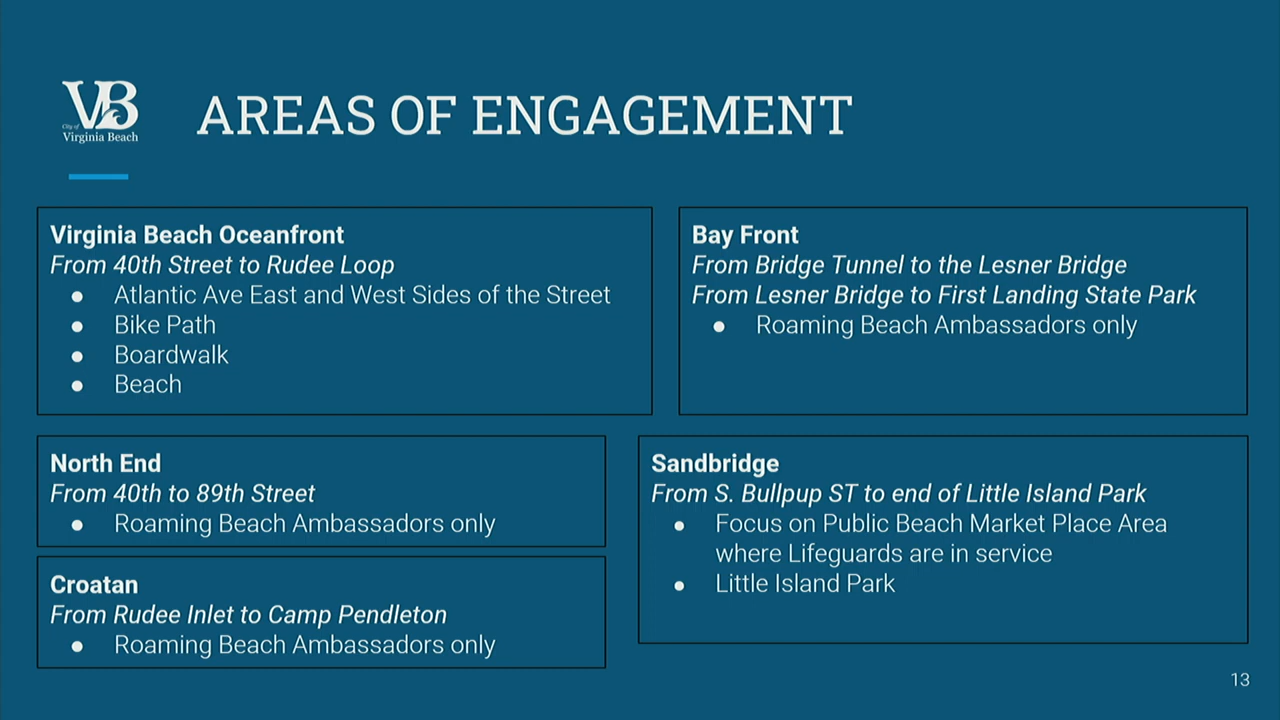 VB
City of
Virginia Beach
AREAS OF ENGAGEMENT
Virginia Beach Oceanfront
From 40th Street to Rudee Loop
● Atlantic Ave East and West Sides of the Street
● Bike Path
● Boardwalk
● Beach
Bay Front
From Bridge Tunnel to the Lesner Bridge
From Lesner Bridge to First Landing State Park
● Roaming Beach Ambassadors only
North End
From 40th to 89th Street
● Roaming Beach Ambassadors only
Croatan
From Rudee Inlet to Camp Pendleton
● Roaming Beach Ambassadors only
Sandbridge
From S. Bullpup ST to end of Little Island Park
● Focus on Public Beach Market Place Area
where Lifeguards are in service
● Little Island Park
13